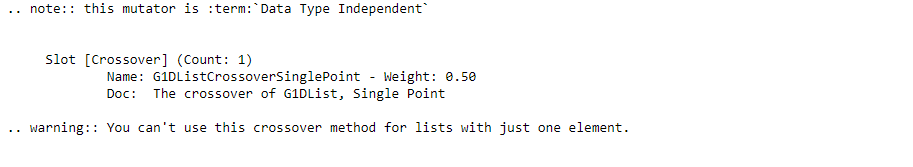 .. note:: this mutator is :term:`Data Type Independent`
Slot [Crossover] (Count: 1)
Name: G1DListCrossoverSinglePoint - Weight: 0.50
Doc: The crossover of G1DList, Single Point
.. warning:: You can't use this crossover method for lists with just one element.